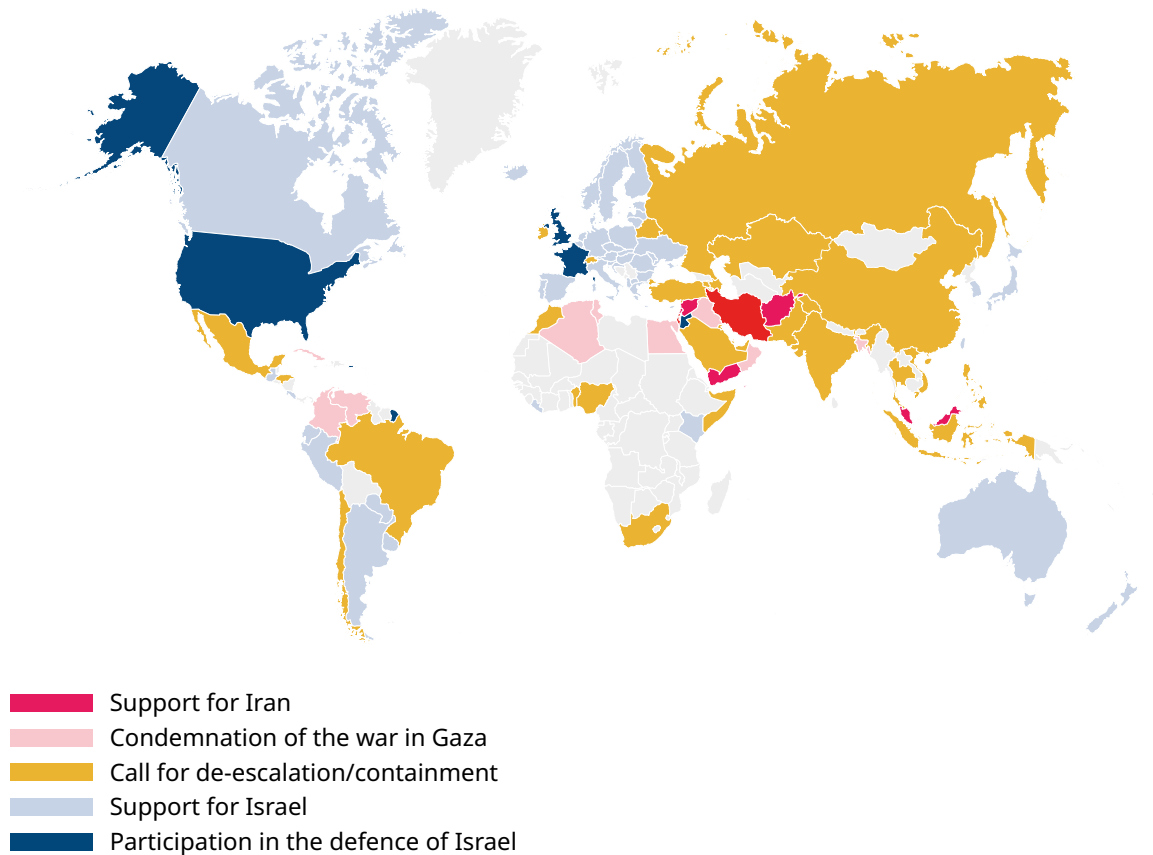 Support for Iran
Condemnation of the war in Gaza
Call for de-escalation/containment
Support for Israel
Participation in the defence of Israel